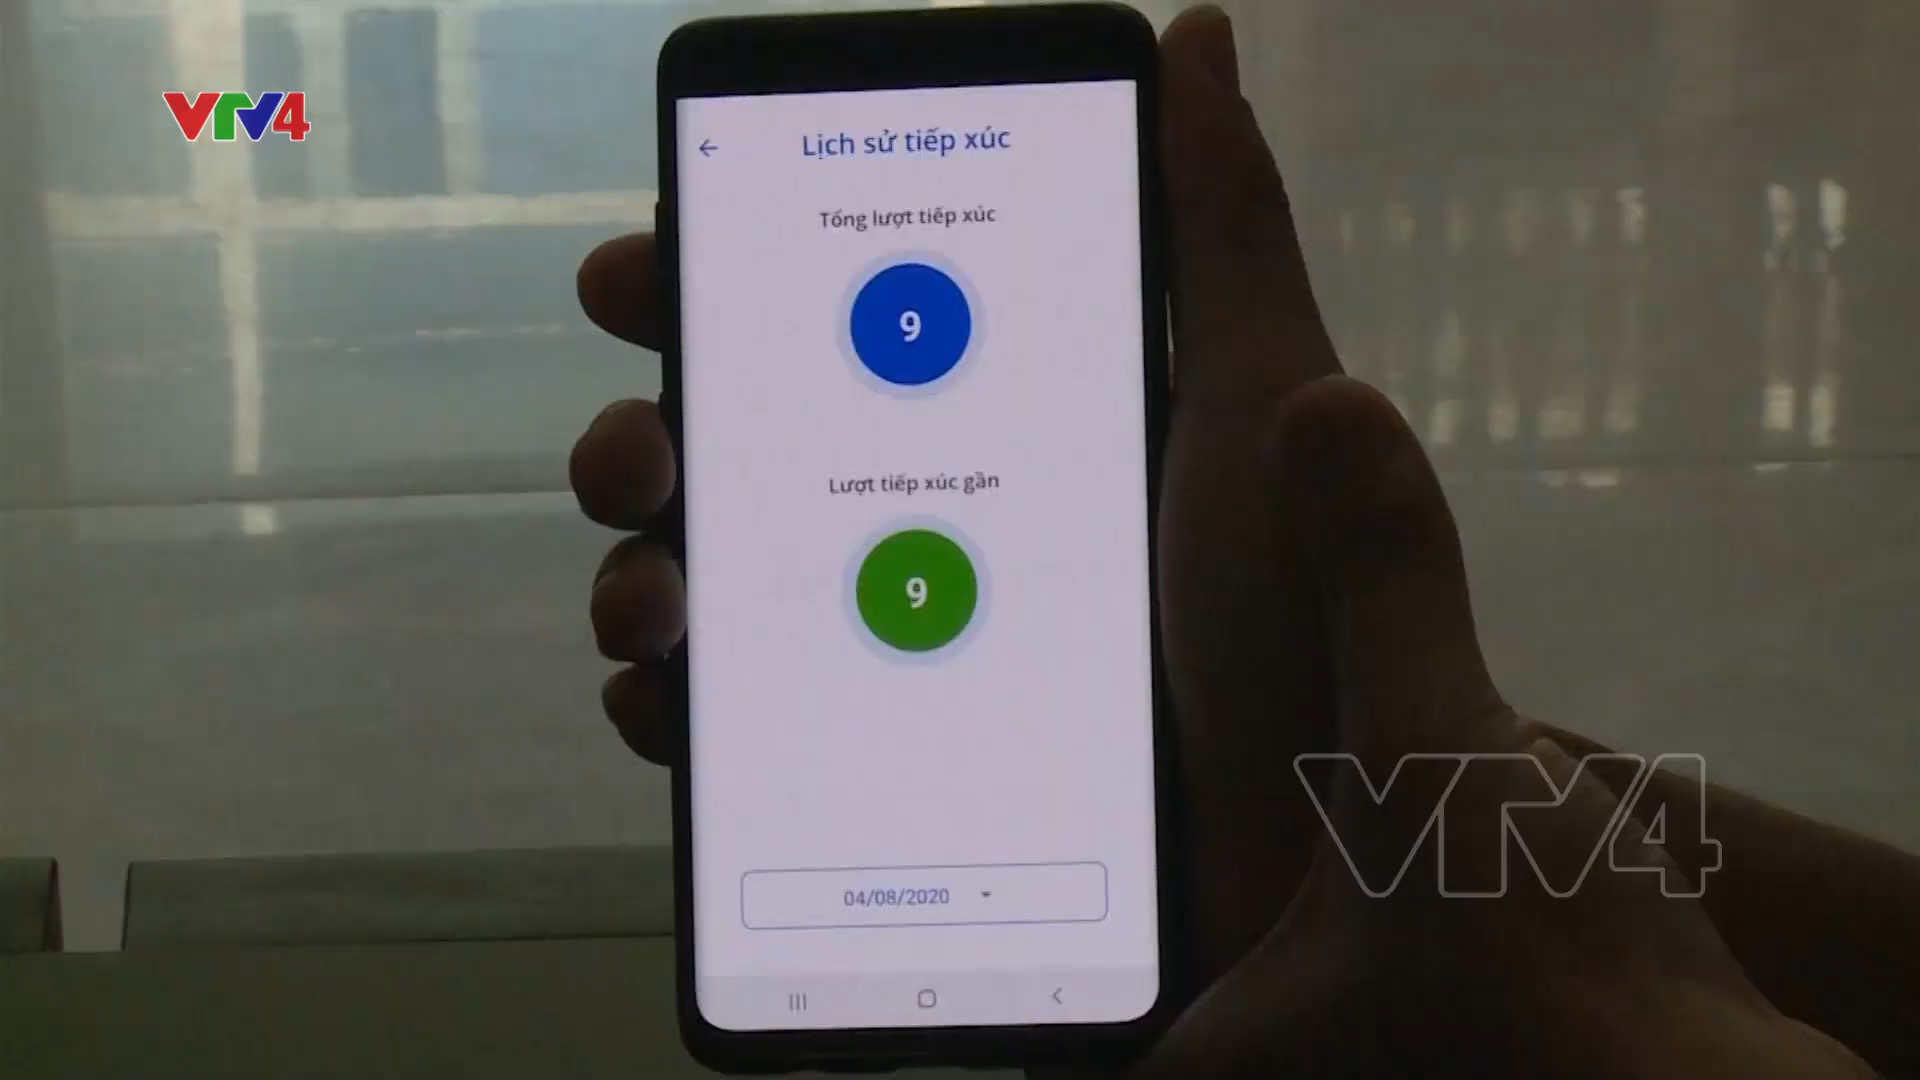 VTV4
Lịch sử tiếp xúc
Tổng lượt tiếp xúc
9
Lượt tiếp xúc gần
9
04/08/2020
VTV4